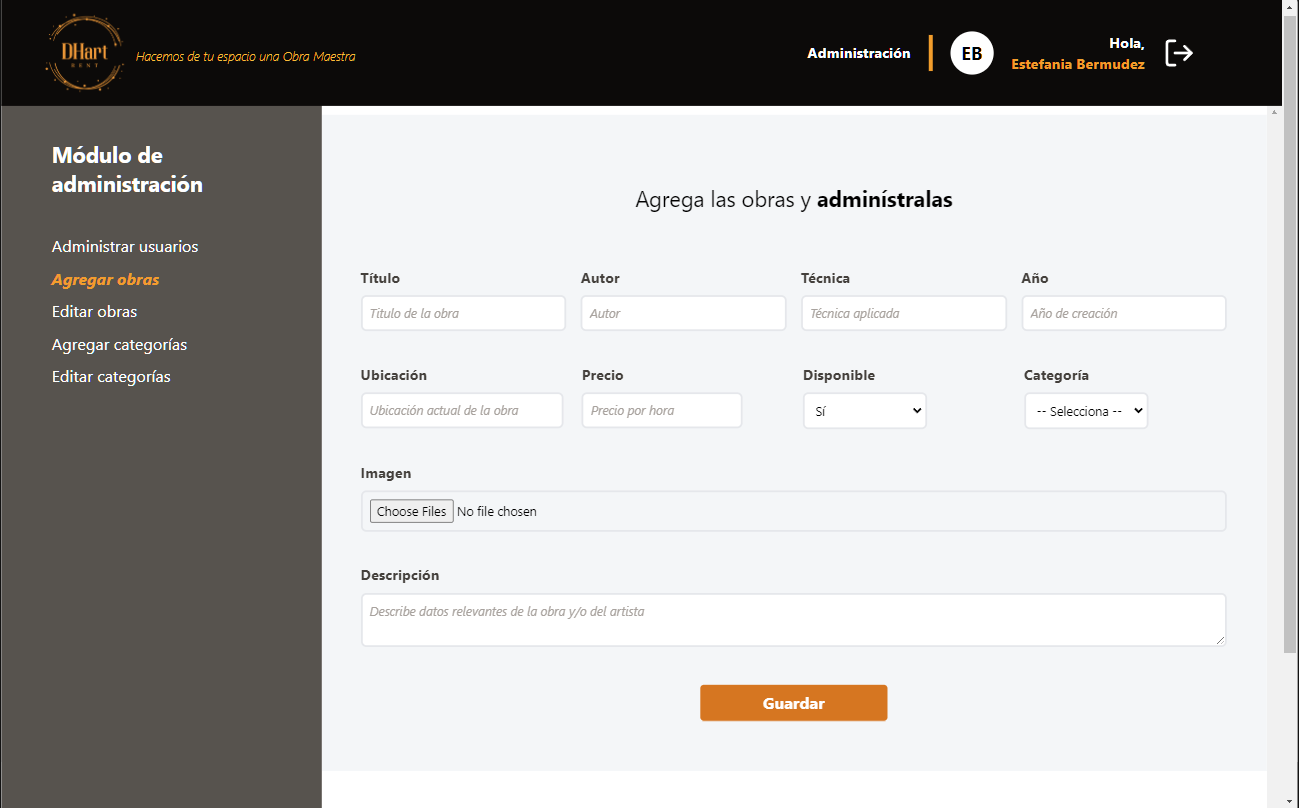 DHart
RENT
Hacemos de tu espacio una Obra Maestra
Administración
EB
Hola,
Estefania Bermudez
Módulo de
administración
Administrar usuarios
Agregar obras
Editar obras
Agregar categorías
Editar categorías
Agrega las obras y adminístralas
Título Autor Técnica Año
Titulo de la obra Autor Técnica aplicada Año de creación
Ubicación Precio Disponible Categoría
Ubicación actual de la obra Precio por hora Sí -- Selecciona --
Imagen
Choose Files No file chosen
Descripción
Describe datos relevantes de la obra y/o del artista
Guardar